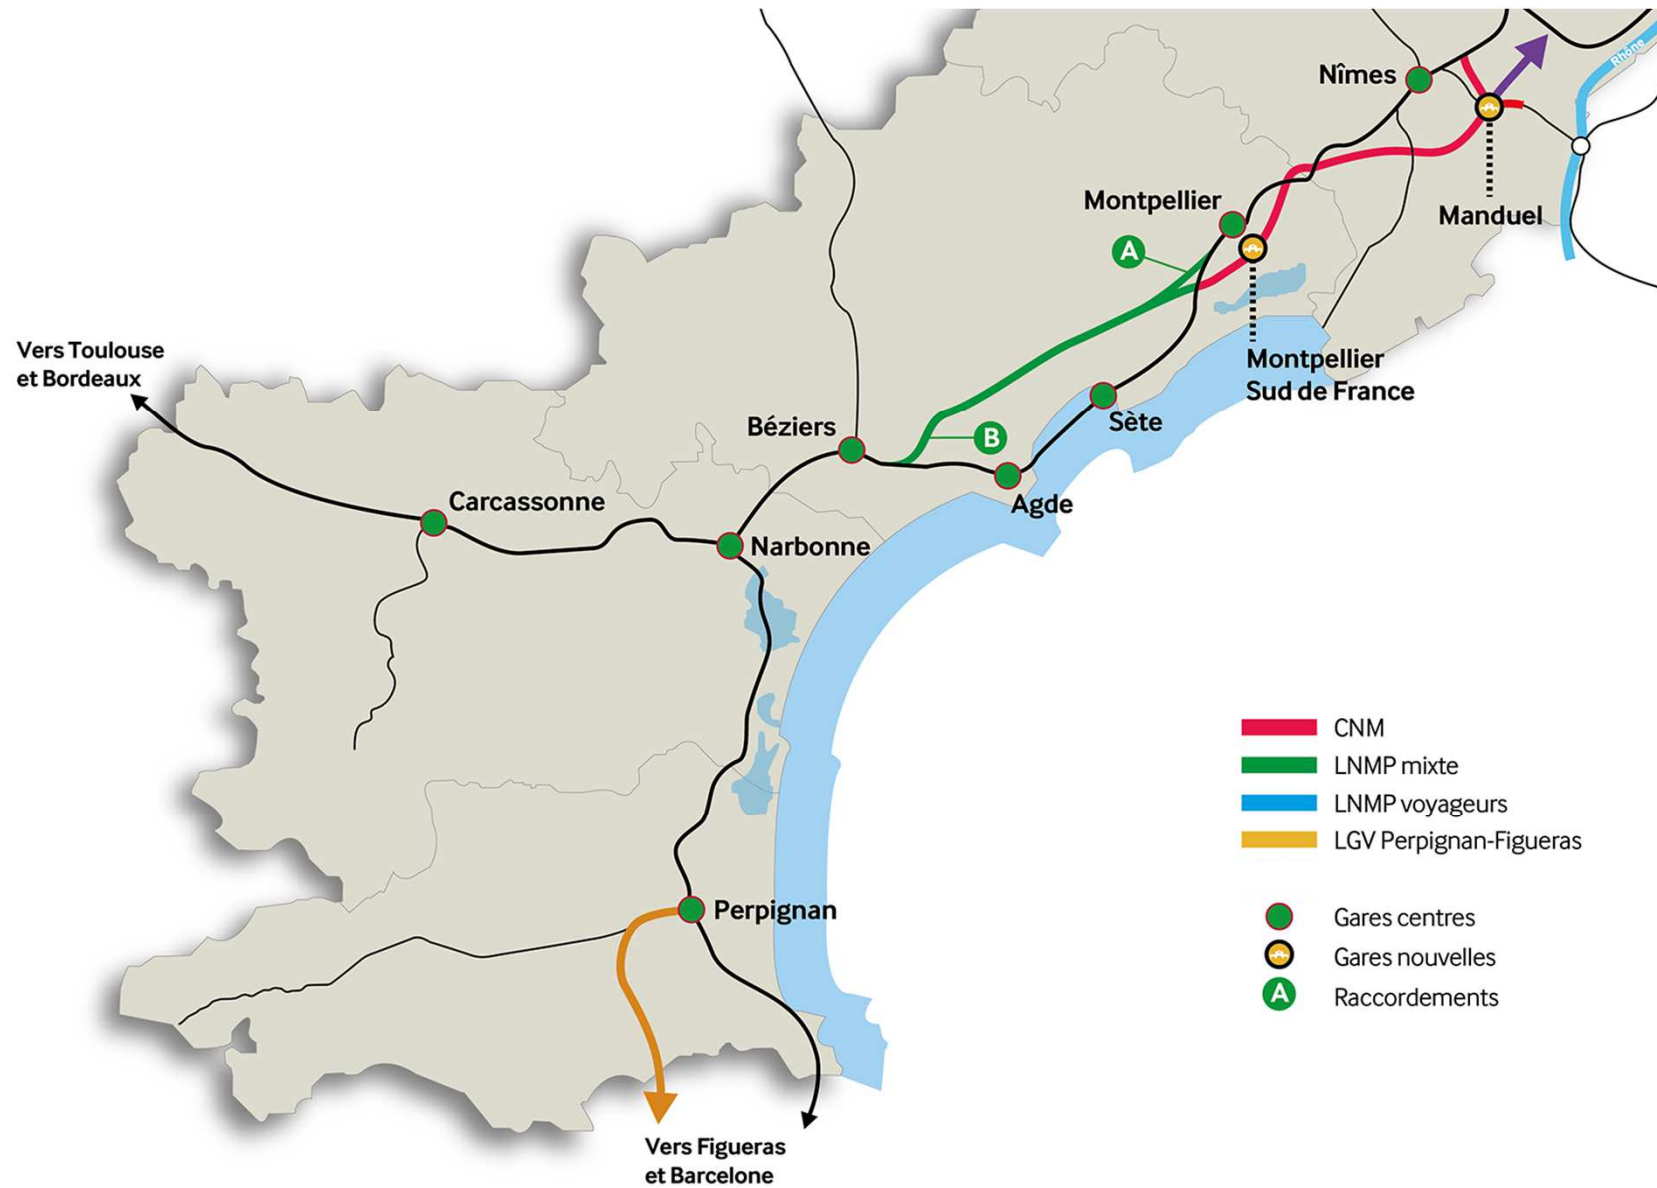 Rhône
Nîmes
Montpellier
A
Manduel
Vers Toulouse
et Bordeaux
Montpellier
Sud de France
Béziers
B
Sète
Carcassonne
Agde
Narbonne
CNM
LNMP mixte
LNMP voyageurs
LGV Perpignan-Figueras
Perpignan
Gares centres
Gares nouvelles
A
Raccordements
Vers Figueras
et Barcelone